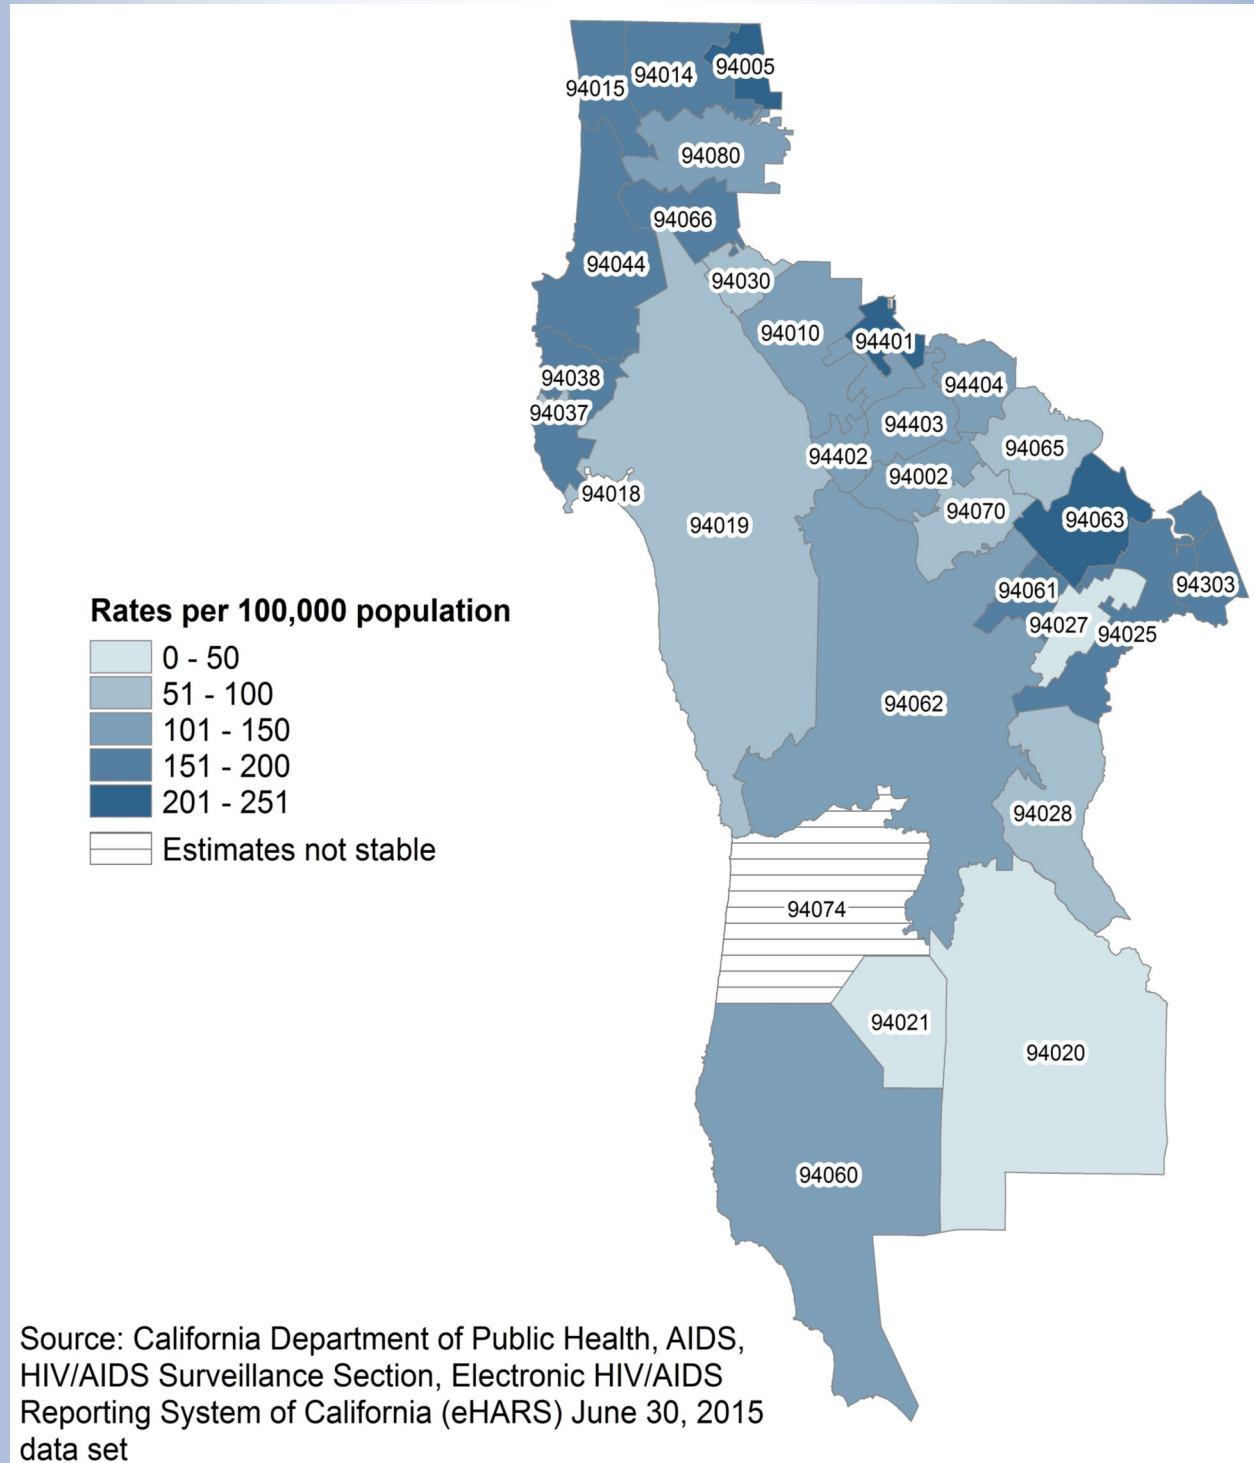 94005
94014
94015
94080
94066
94044
94030
94010
94401
94038
94404
94037
94403
94065
94402
94002
94018
94070
94063
94019
94061
94303
94027
94025
Rates per 100,000 population
0 - 50
51 - 100
101 - 150
151 - 200
201 - 251
Estimates not stable
94062
94028
94074
94021
94020
94060
Source: California Department of Public Health, AIDS,
HIV/AIDS Surveillance Section, Electronic HIV/AIDS
Reporting System of California (eHARS) June 30, 2015
data set